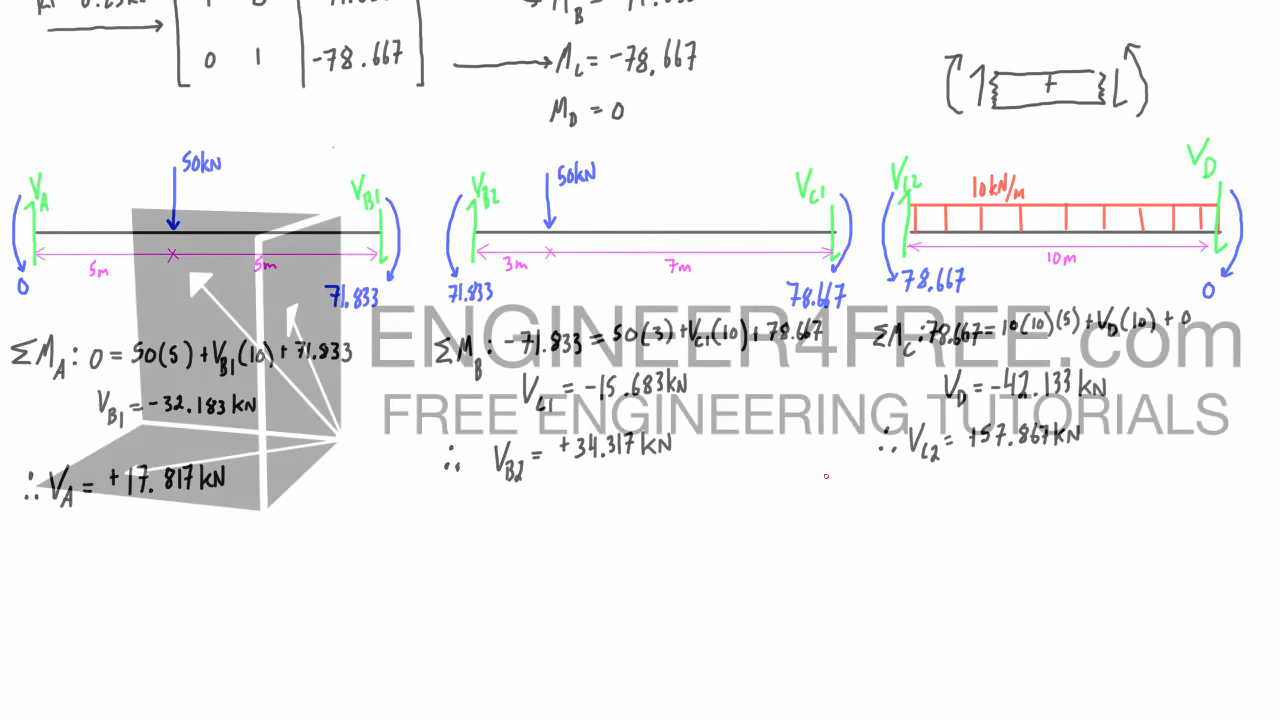 0 1 -78.667 → M_C = -78.667
M_D = 0
+
50kN
V_A V_B1
5m 5m
0 71.833
50kN
V_B2 V_C1
3m 7m
71.833 78.667
V_C2 V_D
10kN/m
10m
78.667 0
ENGINEER4FREE.com
FREE ENGINEERING TUTORIALS
ΣM_A: 0 = 50(5) + V_B1(10) + 71.833
V_B1 = -32.183 kN
∴ V_A = +17.817 kN
ΣM_B: -71.833 = 50(3) + V_C1(10) + 78.667
V_C1 = -15.683 kN
∴ V_B2 = +34.317 kN
ΣM_C: 78.667 = 10(10)(5) + V_D(10) + 0
V_D = -42.133 kN
∴ V_C2 = +57.867 kN